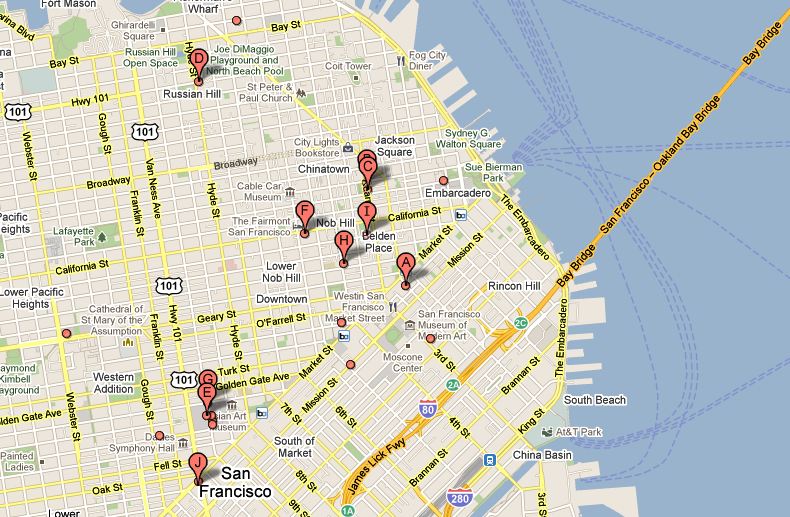 Fort Mason
Wharf
Ghirardelli
Square
Bay St
Bay St
Russian Hill
Open Space
Hyde St
Joe DiMaggio
Playground and
North Beach Pool
Coit Tower
Fog City
Diner
D
Russian Hill
Hwy 101
101
St Peter &
Paul Church
101
Gough St
Webster St
Van Ness Ave
Franklin St
Hyde St
Broadway
Broadway
City Lights
Bookstore
Jackson
Square
Sydney G.
Walton Square
Chinatown
C
Sue Bierman
Park
Cable Car
Museum
Embarcadero
The Embarcadero
Pacific
Heights
Lafayette
Park
The Fairmont
San Francisco
F
Nob Hill
I
California St
Belden
Place
H
A
Market St
Mission St
California St
Lower
Nob Hill
Downtown
Lower Pacific
Heights
101
Rincon Hill
Bay Bridge
San Francisco – Oakland Bay Bridge
Bay Bridge
Cathedral of
St Mary of the
Assumption
Geary St
O'Farrell St
Westin San
Francisco
Market Street
San Francisco
Museum of
Modern Art
Moscone
Center
2C
The Embarcadero
Franklin St
Hwy 101
Hyde St
Market St
Mission St
3rd St
Raymond
Kimbell
Playground
Western
Addition
Gough St
101
Turk St
Golden Gate Ave
G
E
Asian Art
Museum
2A
80
Brannan St
South Beach
Golden Gate Ave
Webster St
7th St
6th St
4th St
King St
AT&T Park
Davies
Symphony Hall
South of
Market
China Basin
Painted
Ladies
Fell St
Oak St
J
San
Francisco
9th St
8th St
James Lick Fwy
Brannan St
280
1A
3rd St
Lower